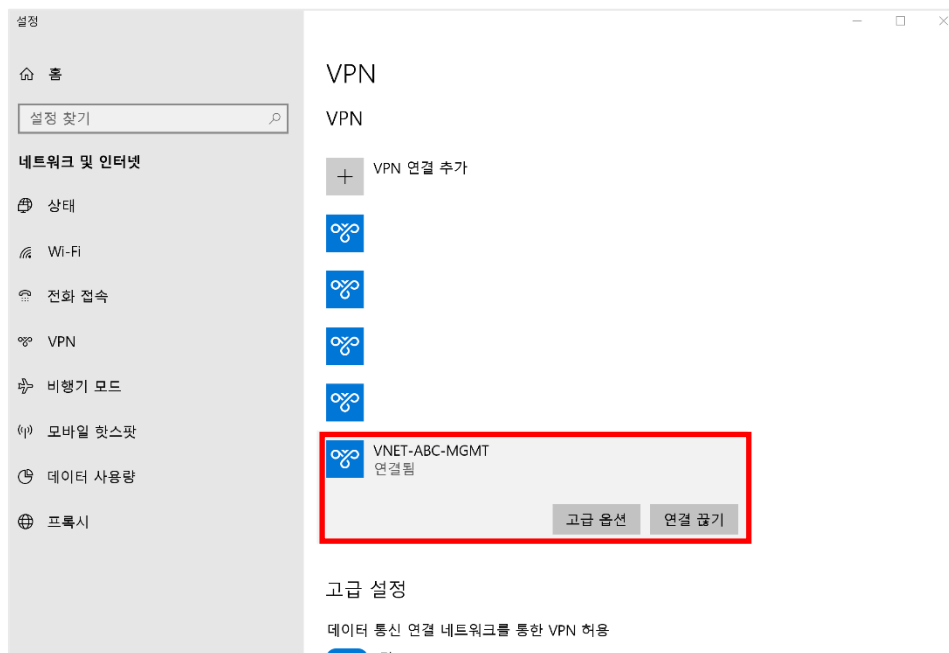 설정
홈
설정 찾기
네트워크 및 인터넷
상태
Wi-Fi
전화 접속
VPN
비행기 모드
모바일 핫스팟
데이터 사용량
프록시
VPN
VPN
VPN 연결 추가
VNET-ABC-MGMT
연결됨
고급 옵션
연결 끊기
고급 설정
데이터 통신 연결 네트워크를 통한 VPN 허용